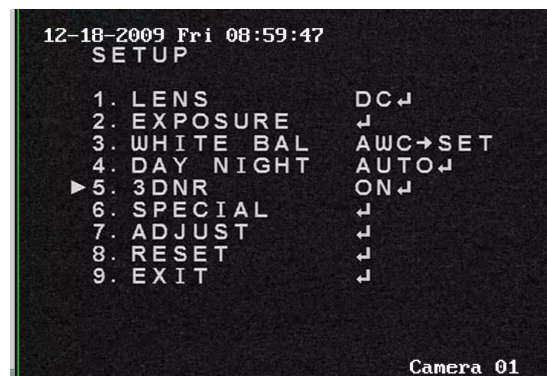 12-18-2009 Fri 08:59:47
SETUP
1. LENS DC↲
2. EXPOSURE ↲
3. WHITE BAL AWC→SET
4. DAY NIGHT AUTO↲
▶5. 3DNR ON↲
6. SPECIAL ↲
7. ADJUST ↲
8. RESET ↲
9. EXIT ↲
Camera 01